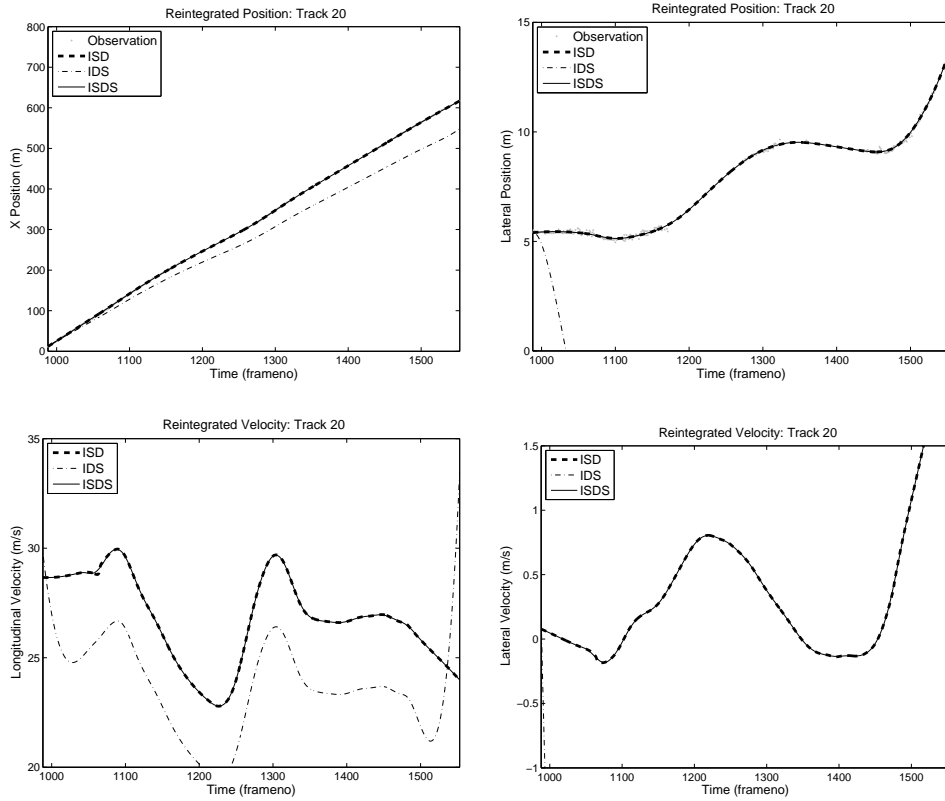 Reintegrated Position: Track 20
800
700
600
500
400
300
200
100
0
1000 1100 1200 1300 1400 1500
X Position (m)
Time (frameno)
Observation
ISD
IDS
ISDS
Reintegrated Position: Track 20
15
10
5
0
1000 1100 1200 1300 1400 1500
Lateral Position (m)
Time (frameno)
Observation
ISD
IDS
ISDS
Reintegrated Velocity: Track 20
35
30
25
20
1000 1100 1200 1300 1400 1500
Longitudinal Velocity (m/s)
Time (frameno)
ISD
IDS
ISDS
Reintegrated Velocity: Track 20
1.5
1
0.5
0
−0.5
−1
1000 1100 1200 1300 1400 1500
Lateral Velocity (m/s)
Time (frameno)
ISD
IDS
ISDS